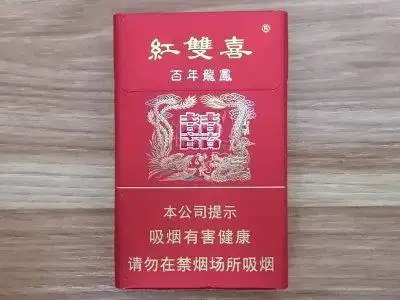 紅雙喜®
百年龍鳳
囍
本公司提示
吸烟有害健康
请勿在禁烟场所吸烟